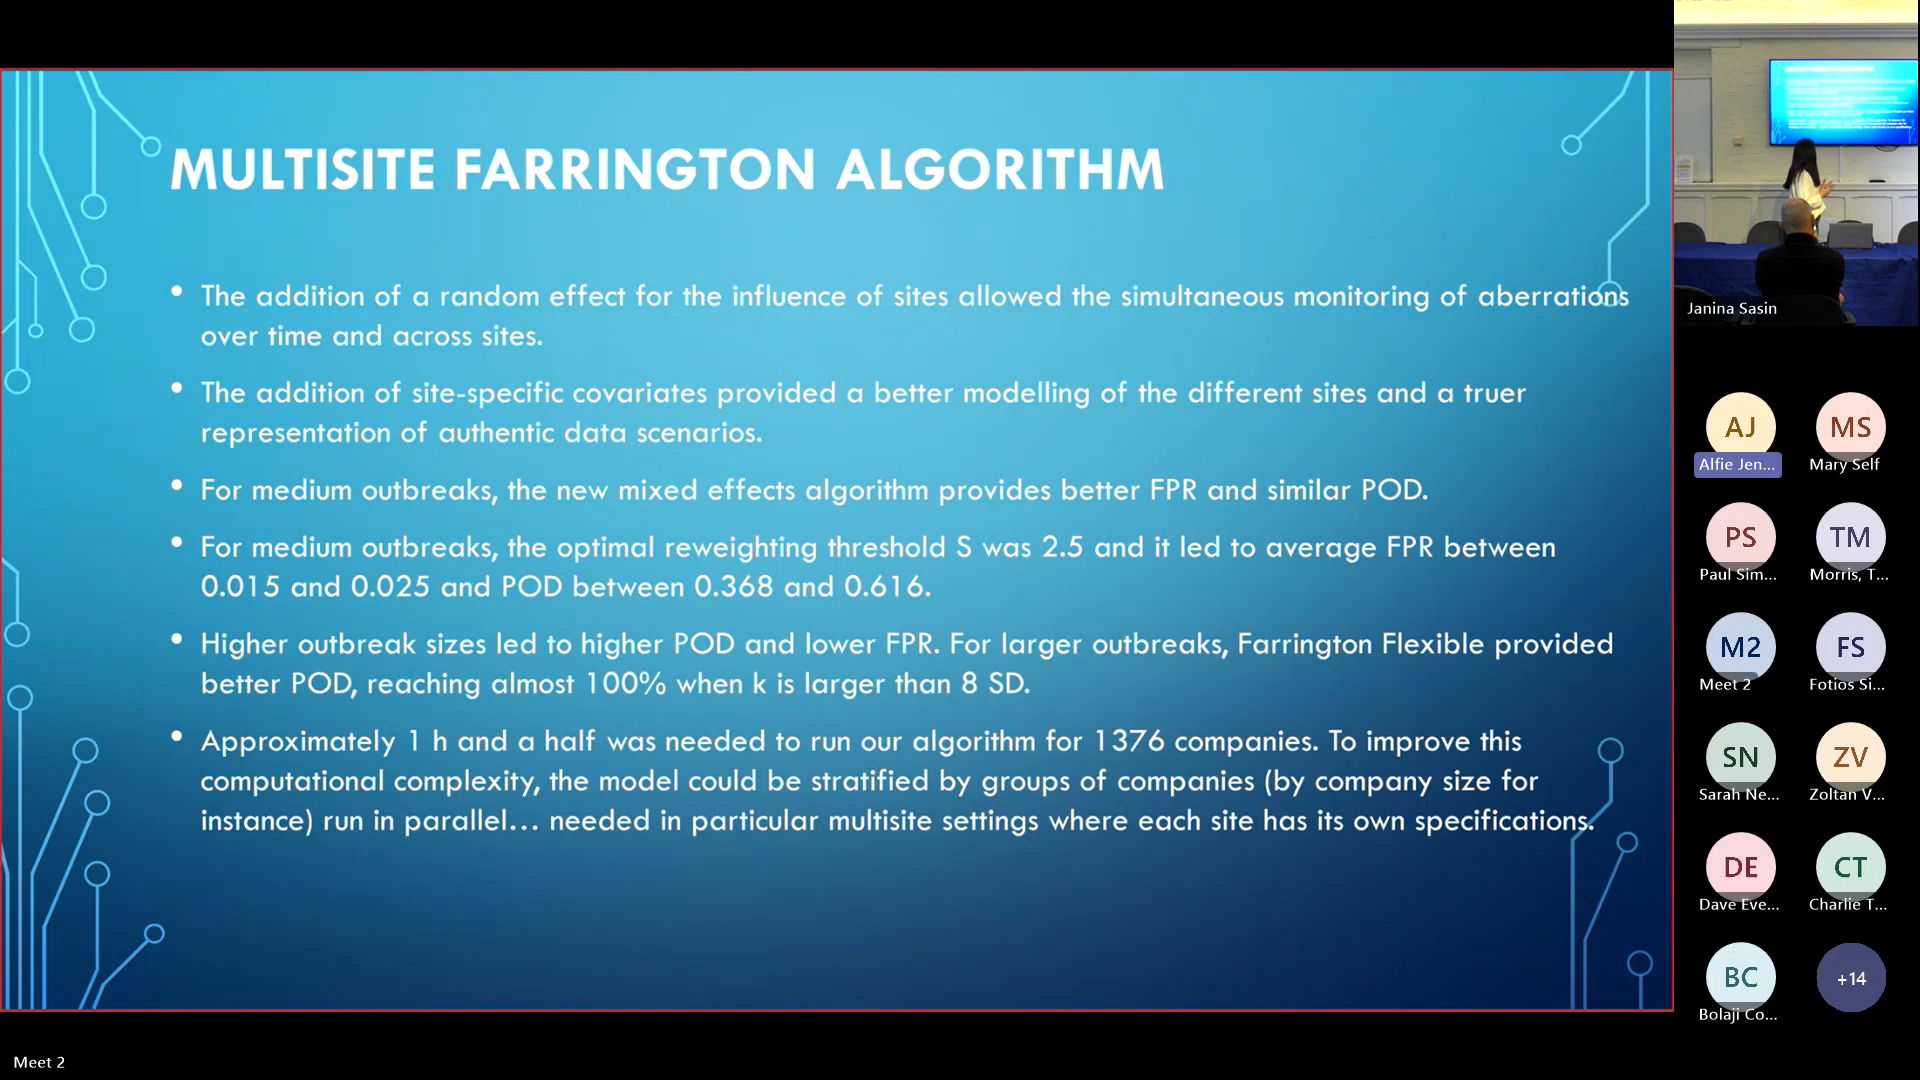 MULTISITE FARRINGTON ALGORITHM
• The addition of a random effect for the influence of sites allowed the simultaneous monitoring of aberrations
over time and across sites.
• The addition of site-specific covariates provided a better modelling of the different sites and a truer
representation of authentic data scenarios.
• For medium outbreaks, the new mixed effects algorithm provides better FPR and similar POD.
• For medium outbreaks, the optimal reweighting threshold S was 2.5 and it led to average FPR between
0.015 and 0.025 and POD between 0.368 and 0.616.
• Higher outbreak sizes led to higher POD and lower FPR. For larger outbreaks, Farrington Flexible provided
better POD, reaching almost 100% when k is larger than 8 SD.
• Approximately 1 h and a half was needed to run our algorithm for 1376 companies. To improve this
computational complexity, the model could be stratified by groups of companies (by company size for
instance) run in parallel... needed in particular multisite settings where each site has its own specifications.
Meet 2
Janina Sasin
AJ
Alfie Jen...
MS
Mary Self
PS
Paul Sim...
TM
Morris, T...
M2
Meet 2
FS
Fotios Si...
SN
Sarah Ne...
ZV
Zoltan V...
DE
Dave Eve...
CT
Charlie T...
BC
Bolaji Co...
+14